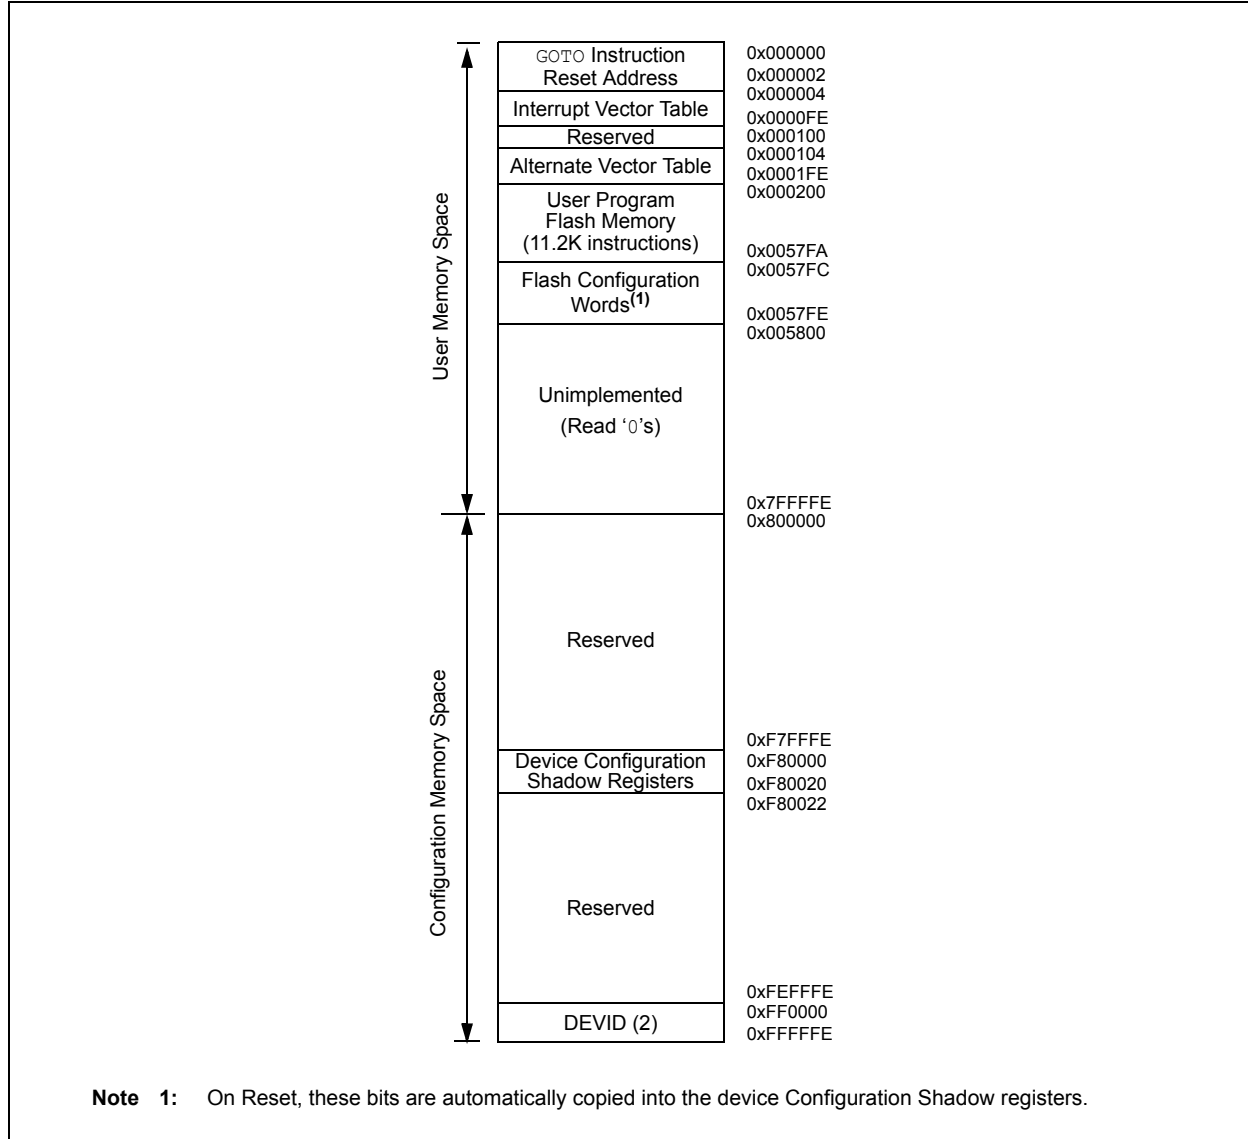 GOTO Instruction
Reset Address
Interrupt Vector Table
Reserved
Alternate Vector Table
User Program
Flash Memory
(11.2K instructions)
Flash Configuration
Words(1)
Unimplemented
(Read ‘0’s)
Reserved
Device Configuration
Shadow Registers
Reserved
DEVID (2)
0x000000
0x000002
0x000004
0x0000FE
0x000100
0x000104
0x0001FE
0x000200
0x0057FA
0x0057FC
0x0057FE
0x005800
0x7FFFFE
0x800000
0xF7FFFE
0xF80000
0xF80020
0xF80022
0xFEFFFE
0xFF0000
0xFFFFFE
User Memory Space
Configuration Memory Space
Note 1: On Reset, these bits are automatically copied into the device Configuration Shadow registers.